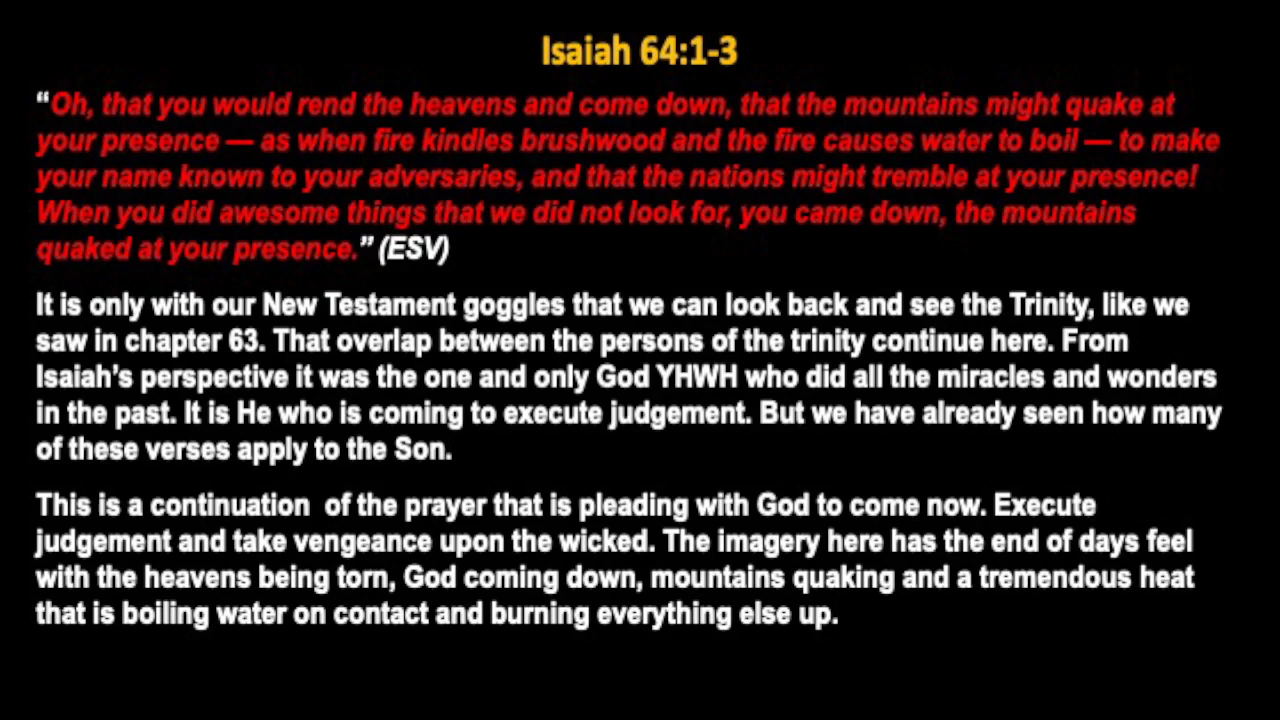 Isaiah 64:1-3
“Oh, that you would rend the heavens and come down, that the mountains might quake at
your presence — as when fire kindles brushwood and the fire causes water to boil — to make
your name known to your adversaries, and that the nations might tremble at your presence!
When you did awesome things that we did not look for, you came down, the mountains
quaked at your presence.” (ESV)
It is only with our New Testament goggles that we can look back and see the Trinity, like we
saw in chapter 63. That overlap between the persons of the trinity continue here. From
Isaiah’s perspective it was the one and only God YHWH who did all the miracles and wonders
in the past. It is He who is coming to execute judgement. But we have already seen how many
of these verses apply to the Son.
This is a continuation  of the prayer that is pleading with God to come now. Execute
judgement and take vengeance upon the wicked. The imagery here has the end of days feel
with the heavens being torn, God coming down, mountains quaking and a tremendous heat
that is boiling water on contact and burning everything else up.